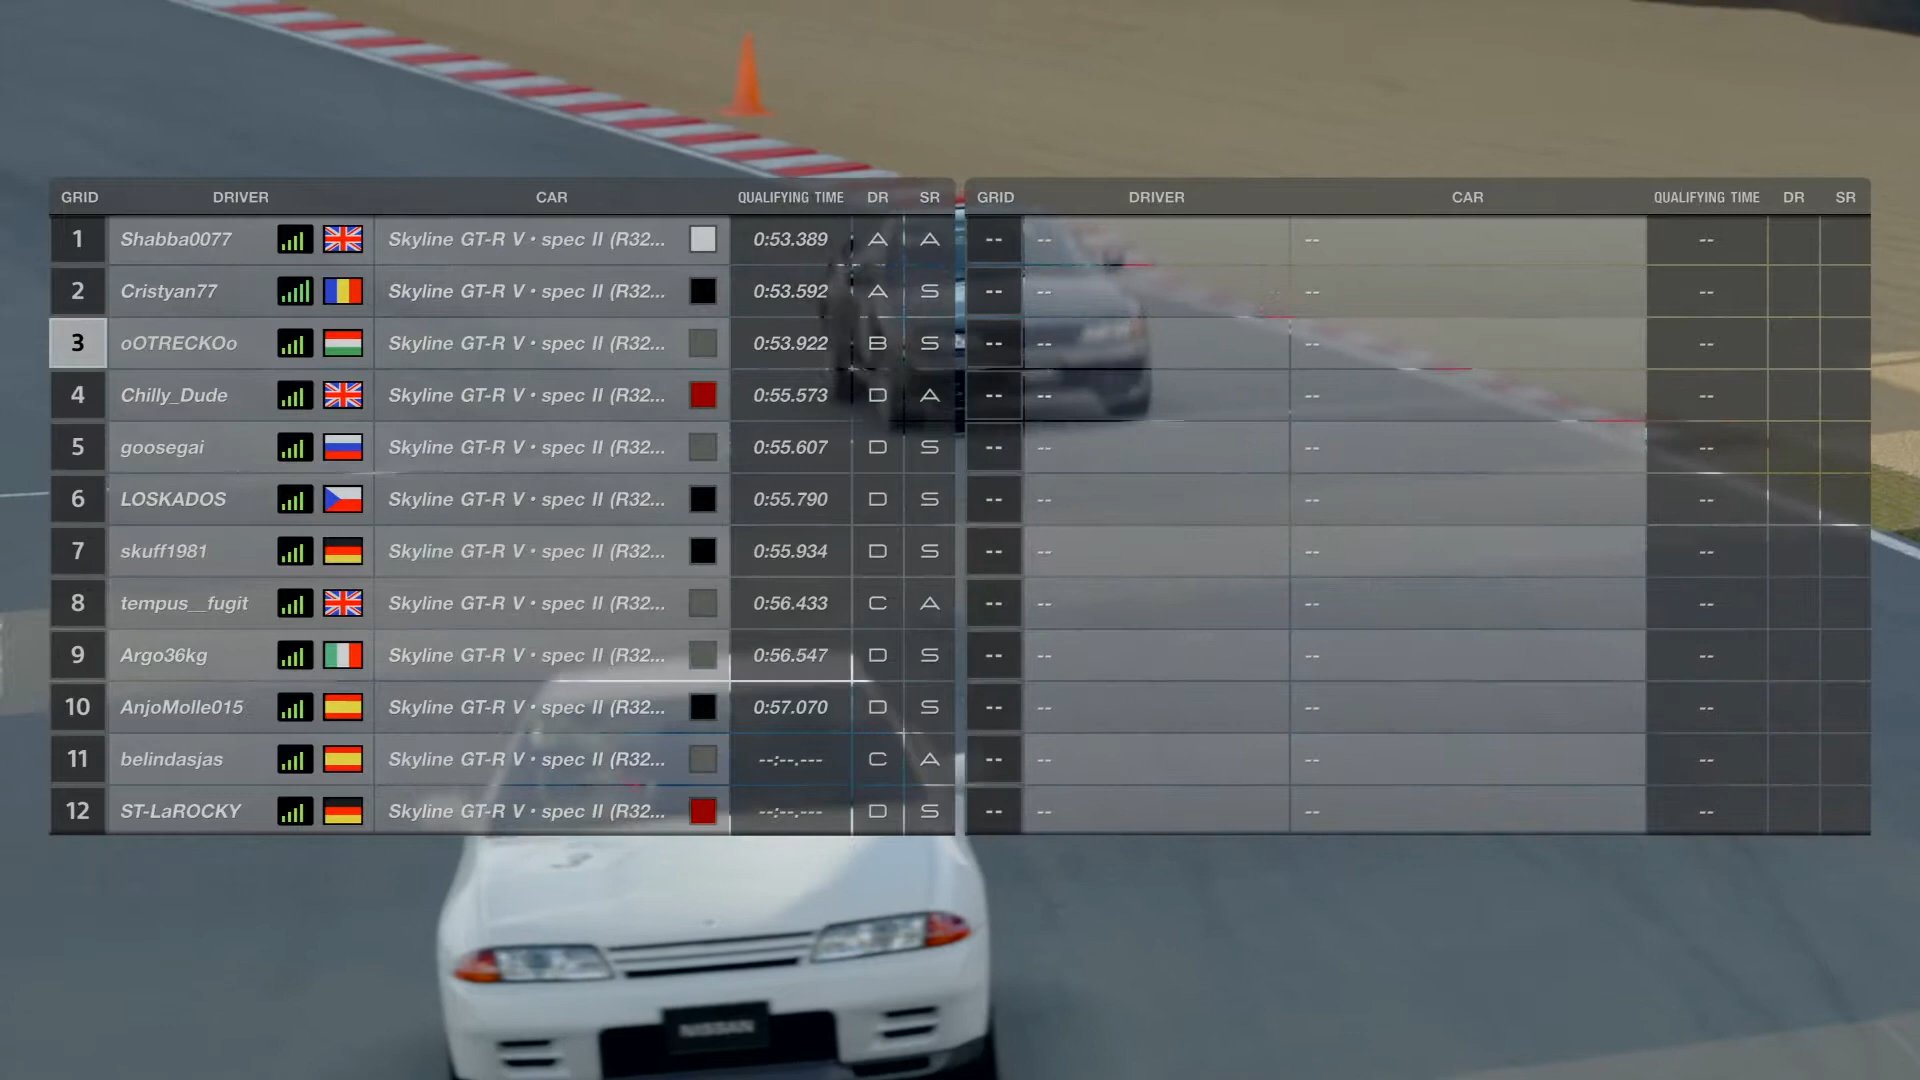 GRID DRIVER CAR QUALIFYING TIME DR SR
1 Shabba0077 Skyline GT-R V・spec II (R32... 0:53.389 A A
2 Cristyan77 Skyline GT-R V・spec II (R32... 0:53.592 A S
3 oOTRECKOo Skyline GT-R V・spec II (R32... 0:53.922 B S
4 Chilly_Dude Skyline GT-R V・spec II (R32... 0:55.573 D A
5 goosegai Skyline GT-R V・spec II (R32... 0:55.607 D S
6 LOSKADOS Skyline GT-R V・spec II (R32... 0:55.790 D S
7 skuff1981 Skyline GT-R V・spec II (R32... 0:55.934 D S
8 tempus__fugit Skyline GT-R V・spec II (R32... 0:56.433 C A
9 Argo36kg Skyline GT-R V・spec II (R32... 0:56.547 D S
10 AnjoMolle015 Skyline GT-R V・spec II (R32... 0:57.070 D S
11 belindasjas Skyline GT-R V・spec II (R32... --:--.--- C A
12 ST-LaROCKY Skyline GT-R V・spec II (R32... --:--.--- D S
GRID DRIVER CAR QUALIFYING TIME DR SR
-- -- -- --
-- -- -- --
-- -- -- --
-- -- -- --
-- -- -- --
-- -- -- --
-- -- -- --
-- -- -- --
-- -- -- --
-- -- -- --
-- -- -- --
-- -- -- --
NISSAN